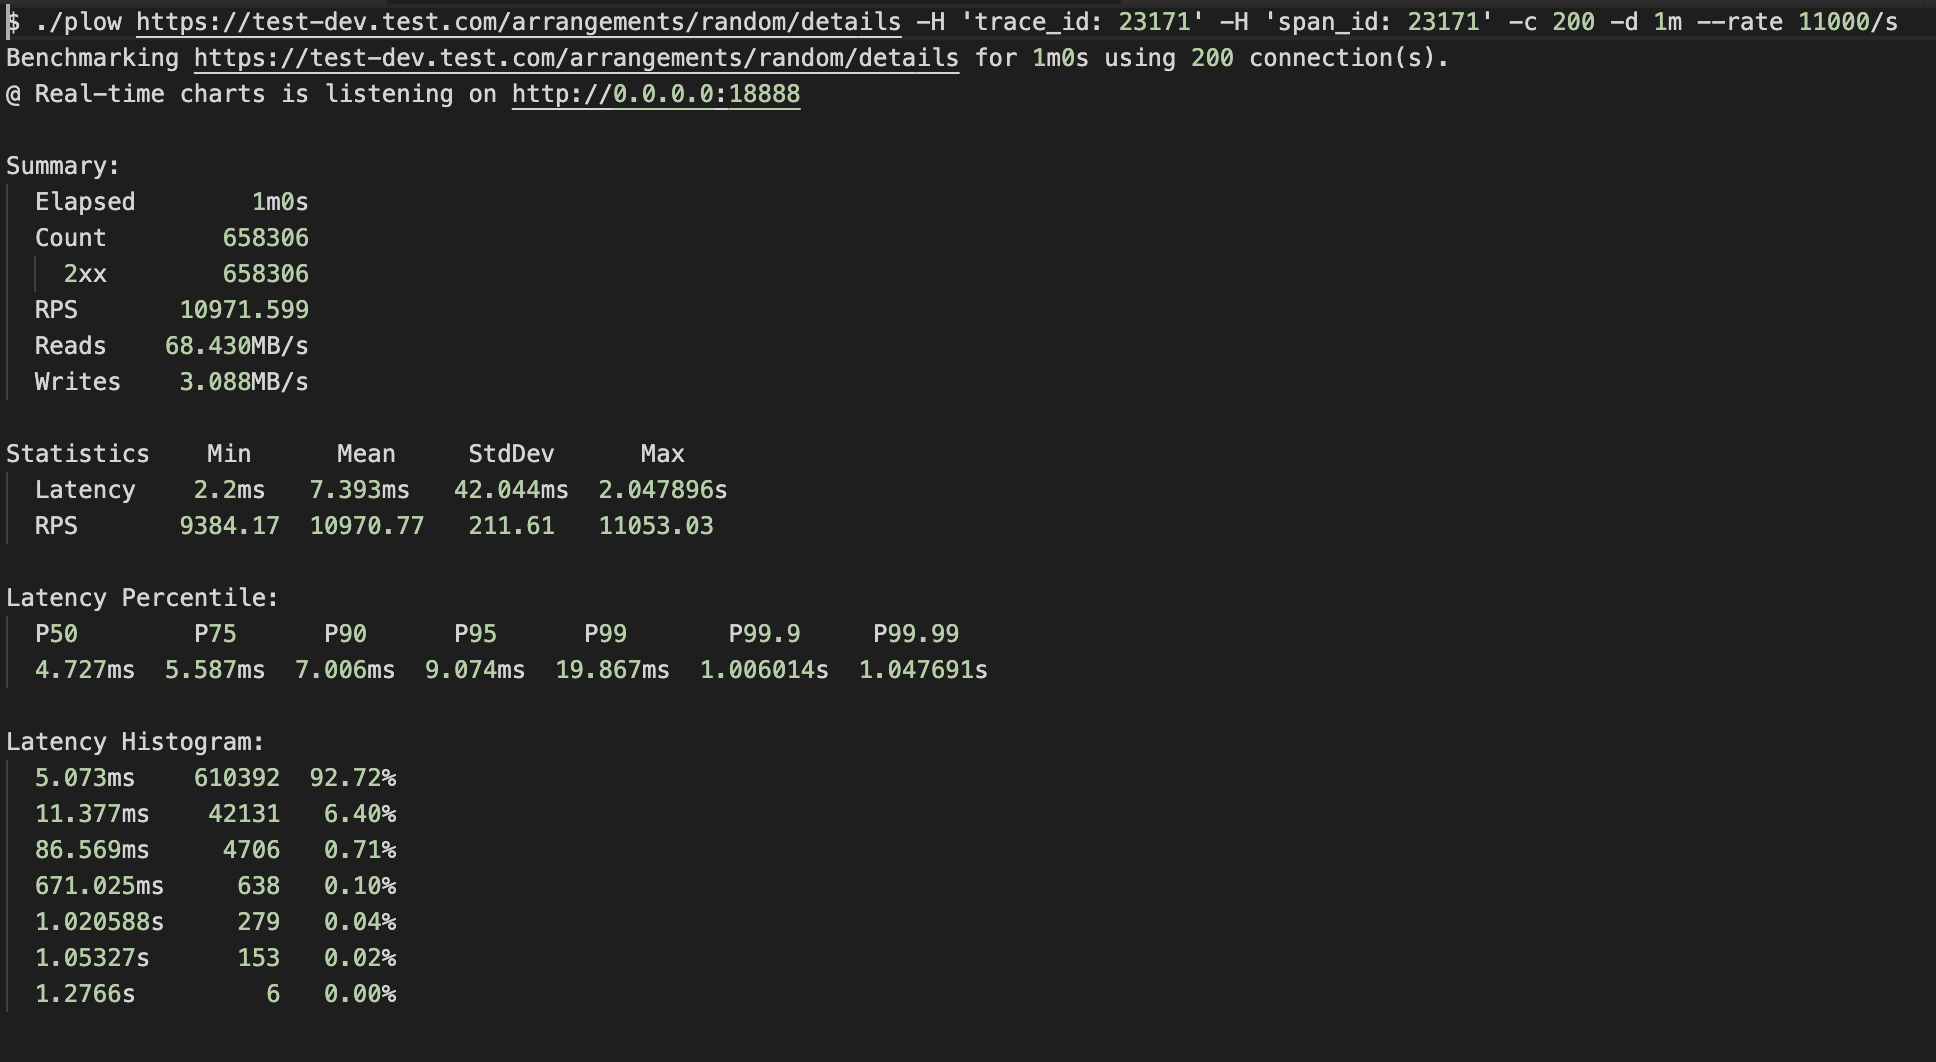 $ ./plow https://test-dev.test.com/arrangements/random/details -H 'trace_id: 23171' -H 'span_id: 23171' -c 200 -d 1m --rate 11000/s
Benchmarking https://test-dev.test.com/arrangements/random/details for 1m0s using 200 connection(s).
@ Real-time charts is listening on http://0.0.0.0:18888

Summary:
  Elapsed        1m0s
  Count        658306
    2xx        658306
  RPS       10971.599
  Reads    68.430MB/s
  Writes    3.088MB/s

Statistics    Min      Mean     StdDev      Max
  Latency    2.2ms   7.393ms   42.044ms  2.047896s
  RPS       9384.17  10970.77   211.61   11053.03

Latency Percentile:
  P50        P75      P90      P95      P99       P99.9     P99.99
  4.727ms  5.587ms  7.006ms  9.074ms  19.867ms  1.006014s  1.047691s

Latency Histogram:
  5.073ms    610392  92.72%
  11.377ms    42131   6.40%
  86.569ms     4706   0.71%
  671.025ms     638   0.10%
  1.020588s     279   0.04%
  1.05327s      153   0.02%
  1.2766s         6   0.00%